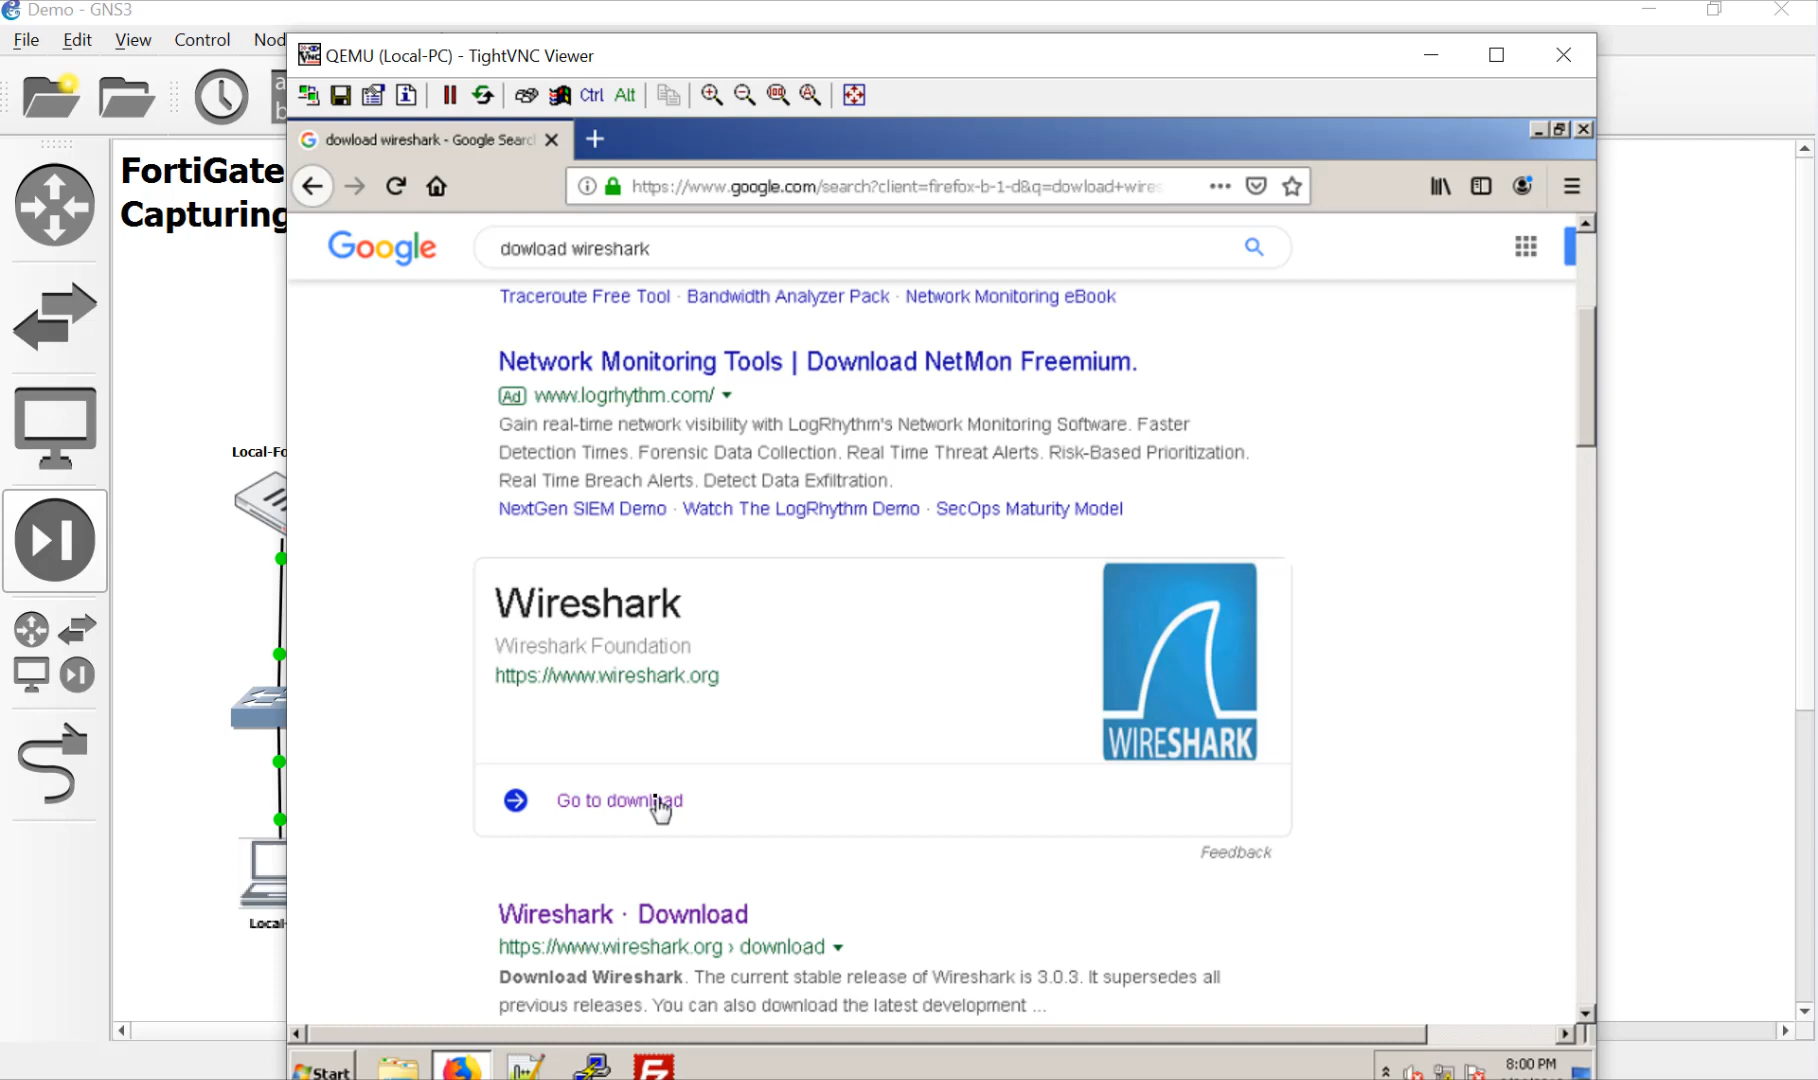 Demo - GNS3
File Edit View Control Nod
QEMU (Local-PC) - TightVNC Viewer
Ctrl Alt
dowload wireshark - Google Searc
https://www.google.com/search?client=firefox-b-1-d&q=dowload+wires
FortiGate
Capturing
Google
dowload wireshark
Traceroute Free Tool · Bandwidth Analyzer Pack · Network Monitoring eBook
Network Monitoring Tools | Download NetMon Freemium.
Ad www.logrhythm.com/
Gain real-time network visibility with LogRhythm's Network Monitoring Software. Faster
Detection Times. Forensic Data Collection. Real Time Threat Alerts. Risk-Based Prioritization.
Real Time Breach Alerts. Detect Data Exfiltration.
NextGen SIEM Demo · Watch The LogRhythm Demo · SecOps Maturity Model
Local-Fo
Wireshark
Wireshark Foundation
https://www.wireshark.org
WIRESHARK
Go to download
Feedback
Wireshark · Download
https://www.wireshark.org › download
Download Wireshark. The current stable release of Wireshark is 3.0.3. It supersedes all
previous releases. You can also download the latest development ...
Local-
Start
8:00 PM